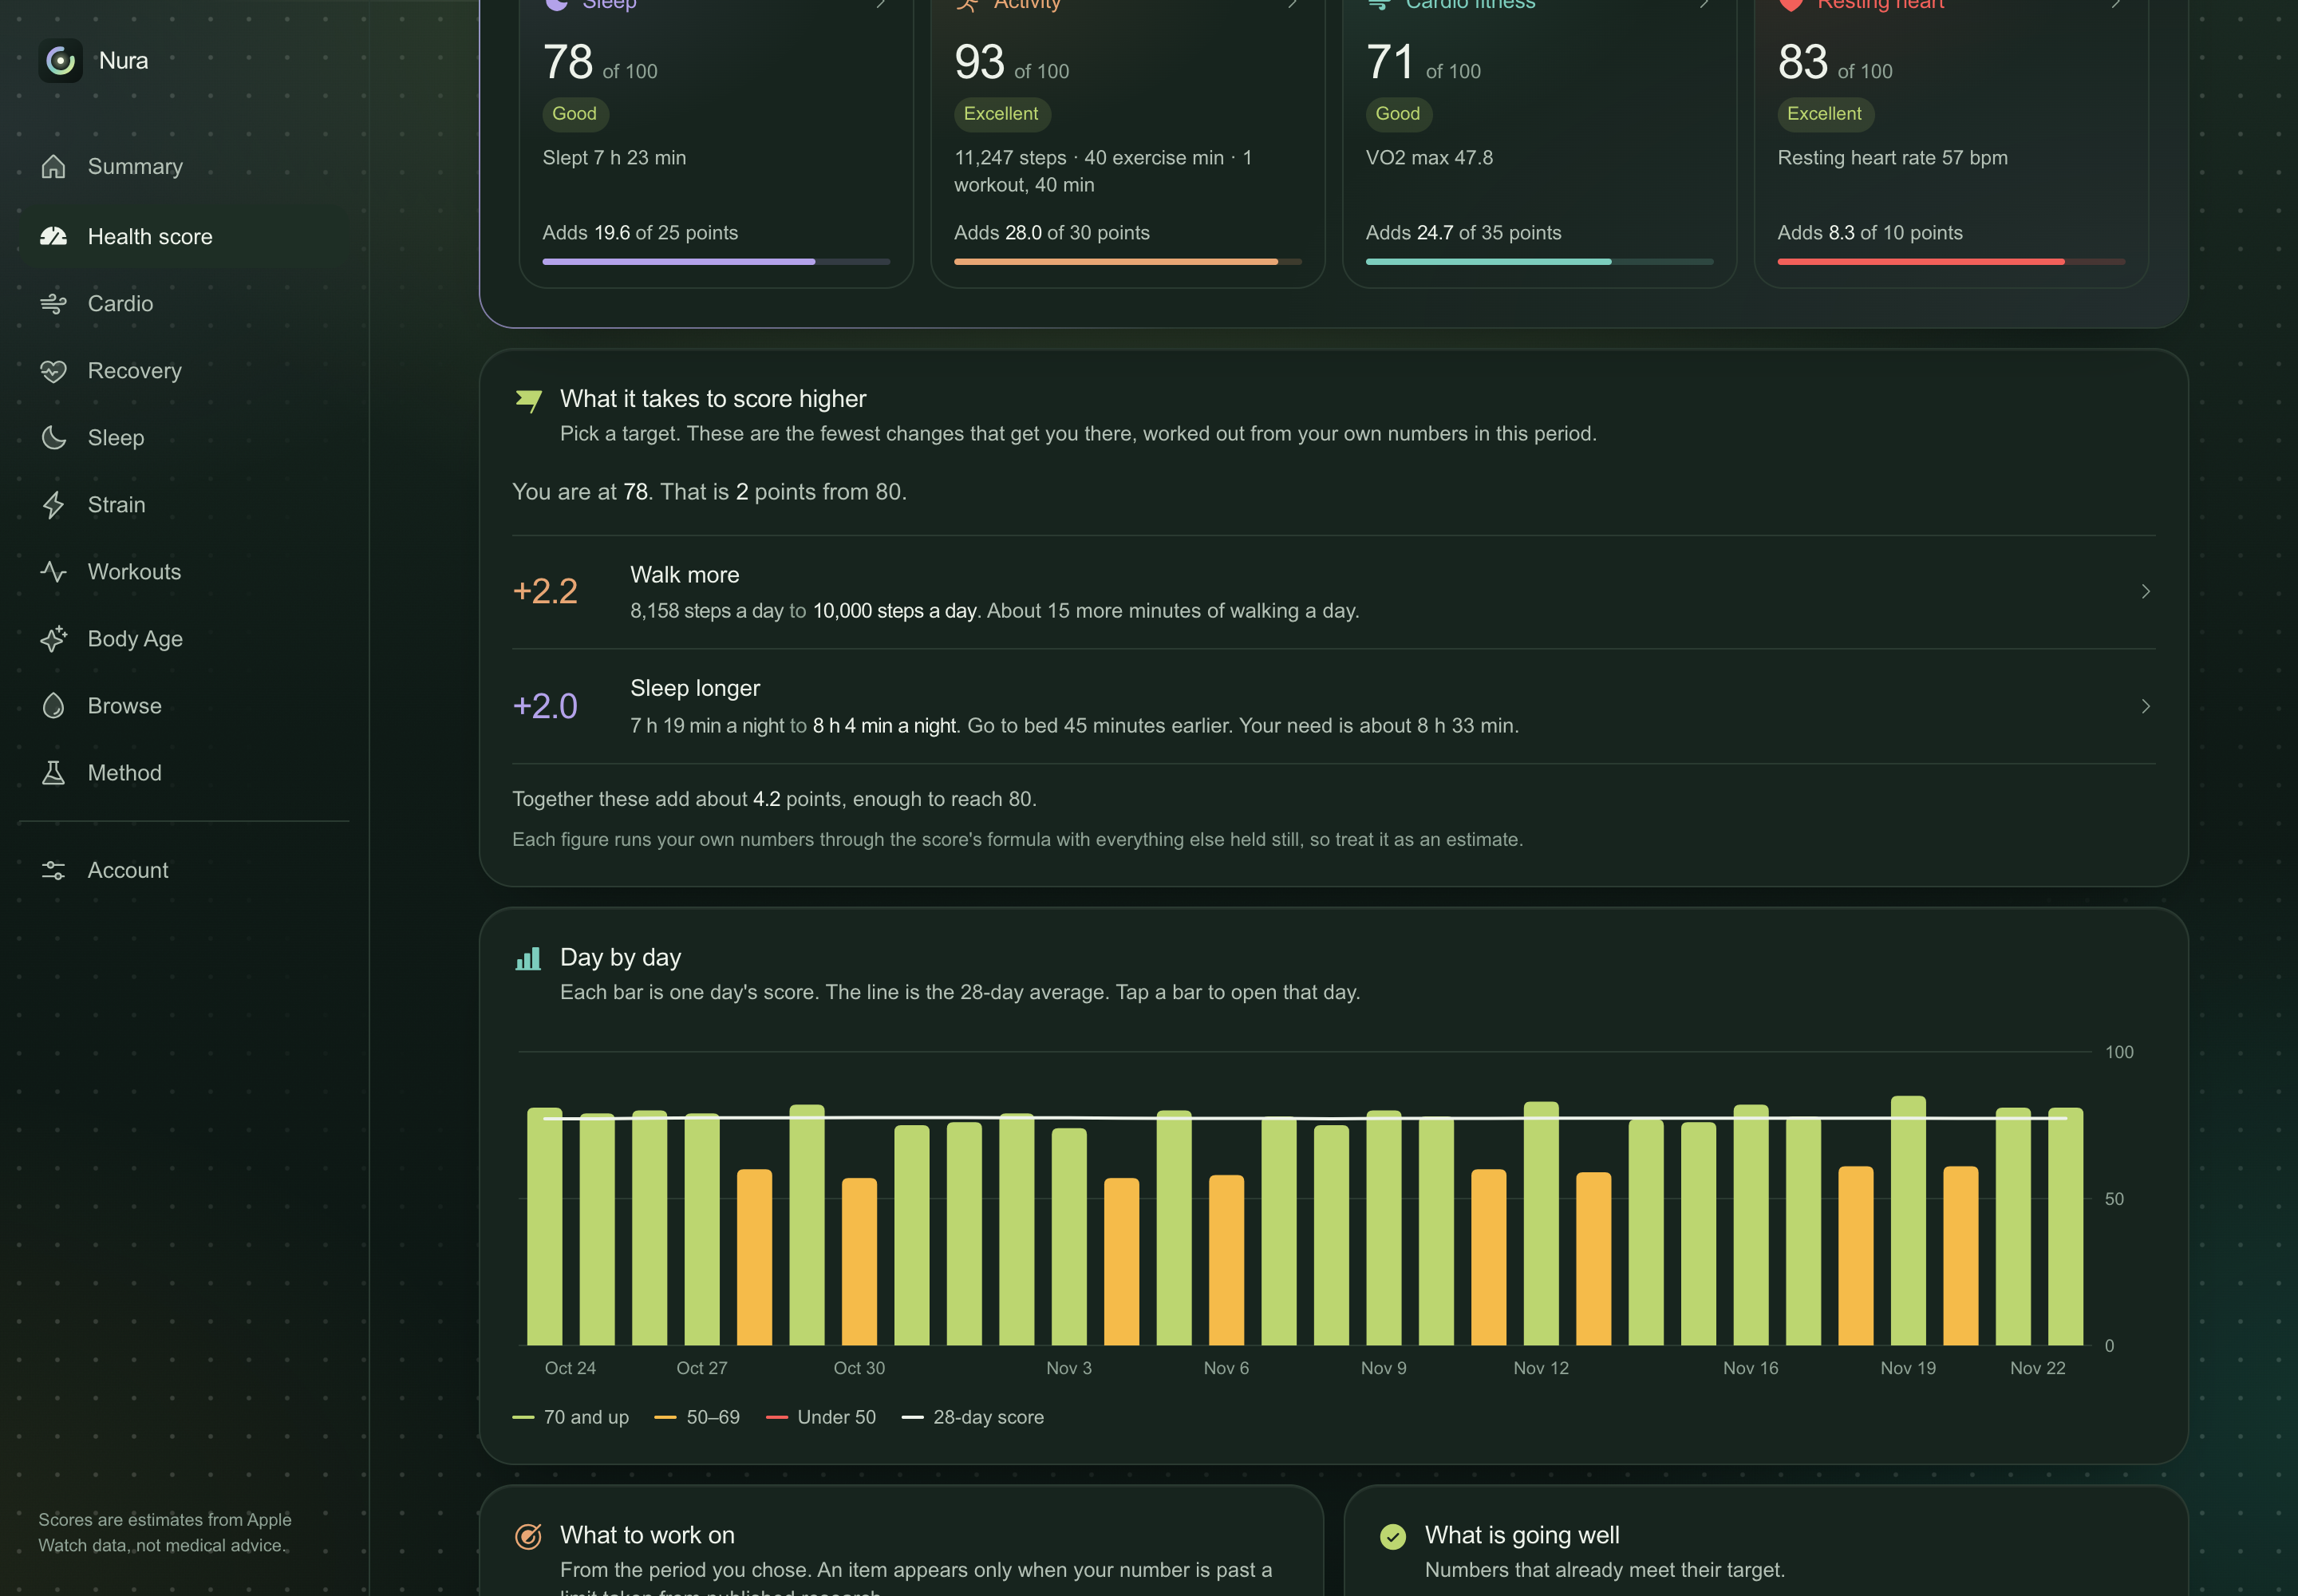 Nura
Summary
Health score
Cardio
Recovery
Sleep
Strain
Workouts
Body Age
Browse
Method
Account
Scores are estimates from Apple
Watch data, not medical advice.
Sleep
78 of 100
Good
Slept 7 h 23 min
Adds 19.6 of 25 points
Activity
93 of 100
Excellent
11,247 steps · 40 exercise min · 1
workout, 40 min
Adds 28.0 of 30 points
Cardio fitness
71 of 100
Good
VO2 max 47.8
Adds 24.7 of 35 points
Resting heart
83 of 100
Excellent
Resting heart rate 57 bpm
Adds 8.3 of 10 points
What it takes to score higher
Pick a target. These are the fewest changes that get you there, worked out from your own numbers in this period.
You are at 78. That is 2 points from 80.
+2.2
Walk more
8,158 steps a day to 10,000 steps a day. About 15 more minutes of walking a day.
+2.0
Sleep longer
7 h 19 min a night to 8 h 4 min a night. Go to bed 45 minutes earlier. Your need is about 8 h 33 min.
Together these add about 4.2 points, enough to reach 80.
Each figure runs your own numbers through the score's formula with everything else held still, so treat it as an estimate.
Day by day
Each bar is one day's score. The line is the 28-day average. Tap a bar to open that day.
100
50
0
Oct 24 Oct 27 Oct 30 Nov 3 Nov 6 Nov 9 Nov 12 Nov 16 Nov 19 Nov 22
70 and up 50–69 Under 50 28-day score
What to work on
From the period you chose. An item appears only when your number is past a
limit taken from published research.
What is going well
Numbers that already meet their target.